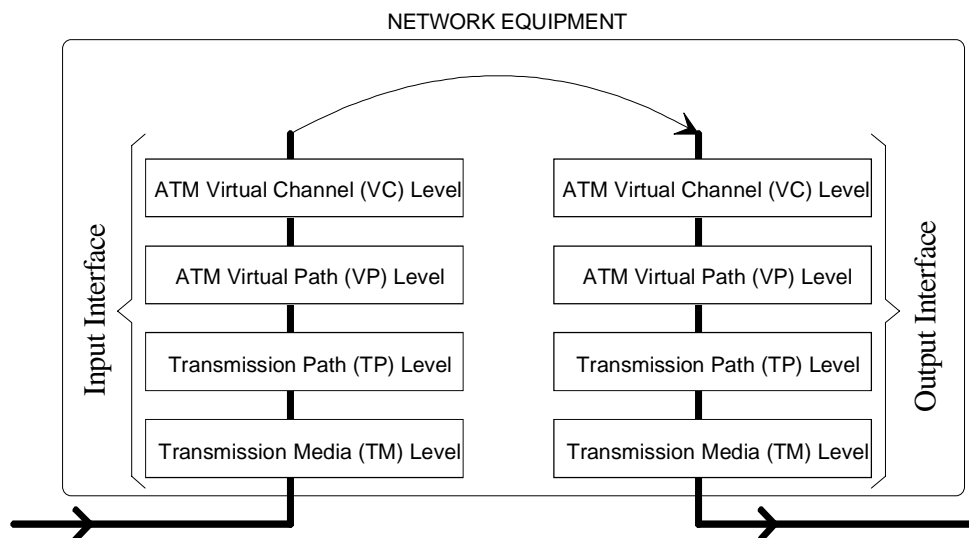 NETWORK EQUIPMENT
Input Interface
ATM Virtual Channel (VC) Level
ATM Virtual Path (VP) Level
Transmission Path (TP) Level
Transmission Media (TM) Level
ATM Virtual Channel (VC) Level
ATM Virtual Path (VP) Level
Transmission Path (TP) Level
Transmission Media (TM) Level
Output Interface